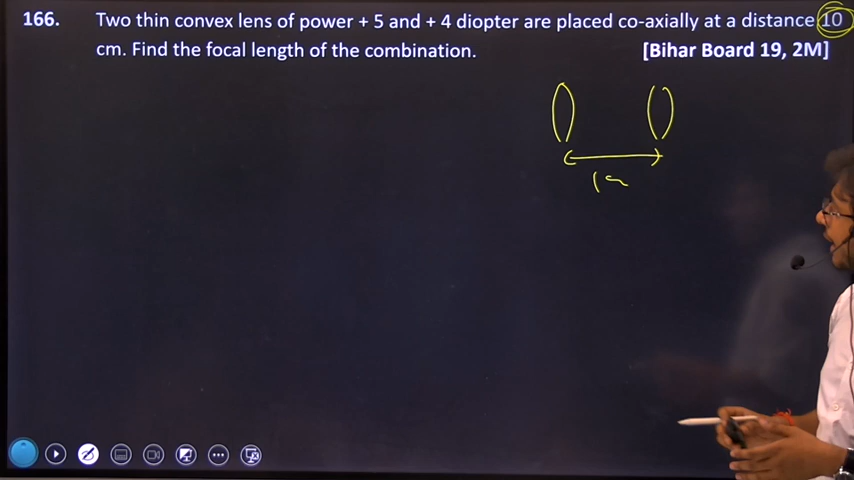 166. Two thin convex lens of power + 5 and + 4 diopter are placed co-axially at a distance 10
cm. Find the focal length of the combination. [Bihar Board 19, 2M]